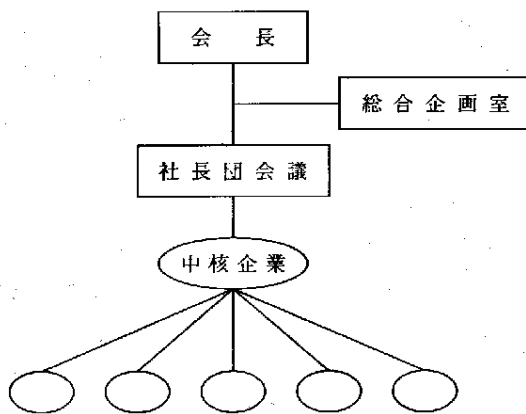 会長
総合企画室
社長団会議
中核企業